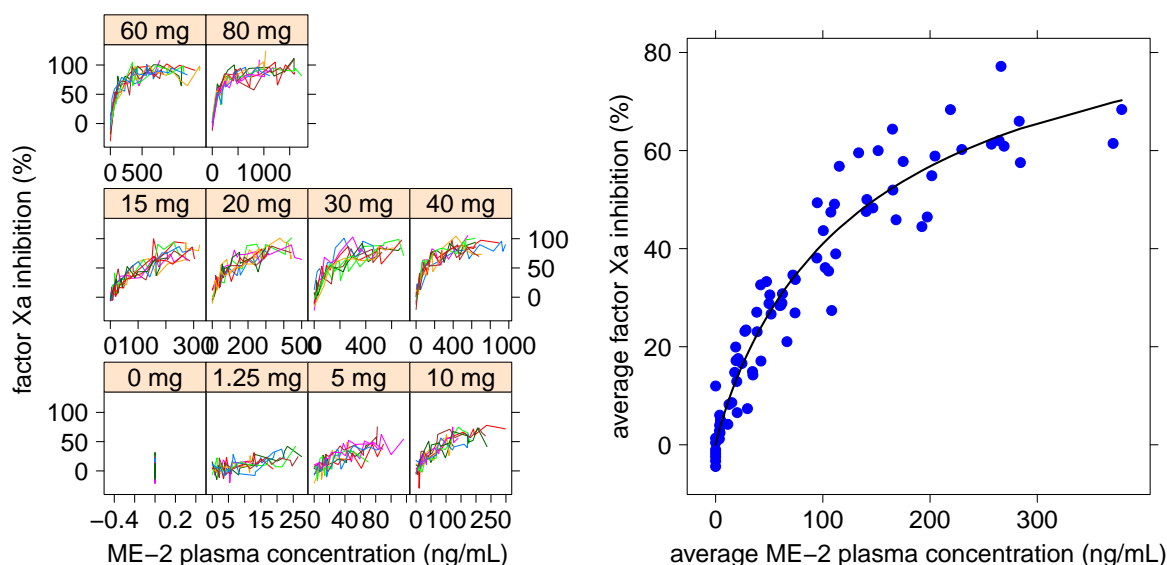 60 mg 80 mg
100
50
0
0 500 0 1000
15 mg 20 mg 30 mg 40 mg
100
50
0
0 100 300 0 200 500 0 400 0 400 1000
0 mg 1.25 mg 5 mg 10 mg
100
50
0
−0.4 0.2 0 5 15 25 0 40 80 0 100 250
factor Xa inhibition (%)
ME−2 plasma concentration (ng/mL)
80
60
40
20
0
0 100 200 300
average factor Xa inhibition (%)
average ME−2 plasma concentration (ng/mL)